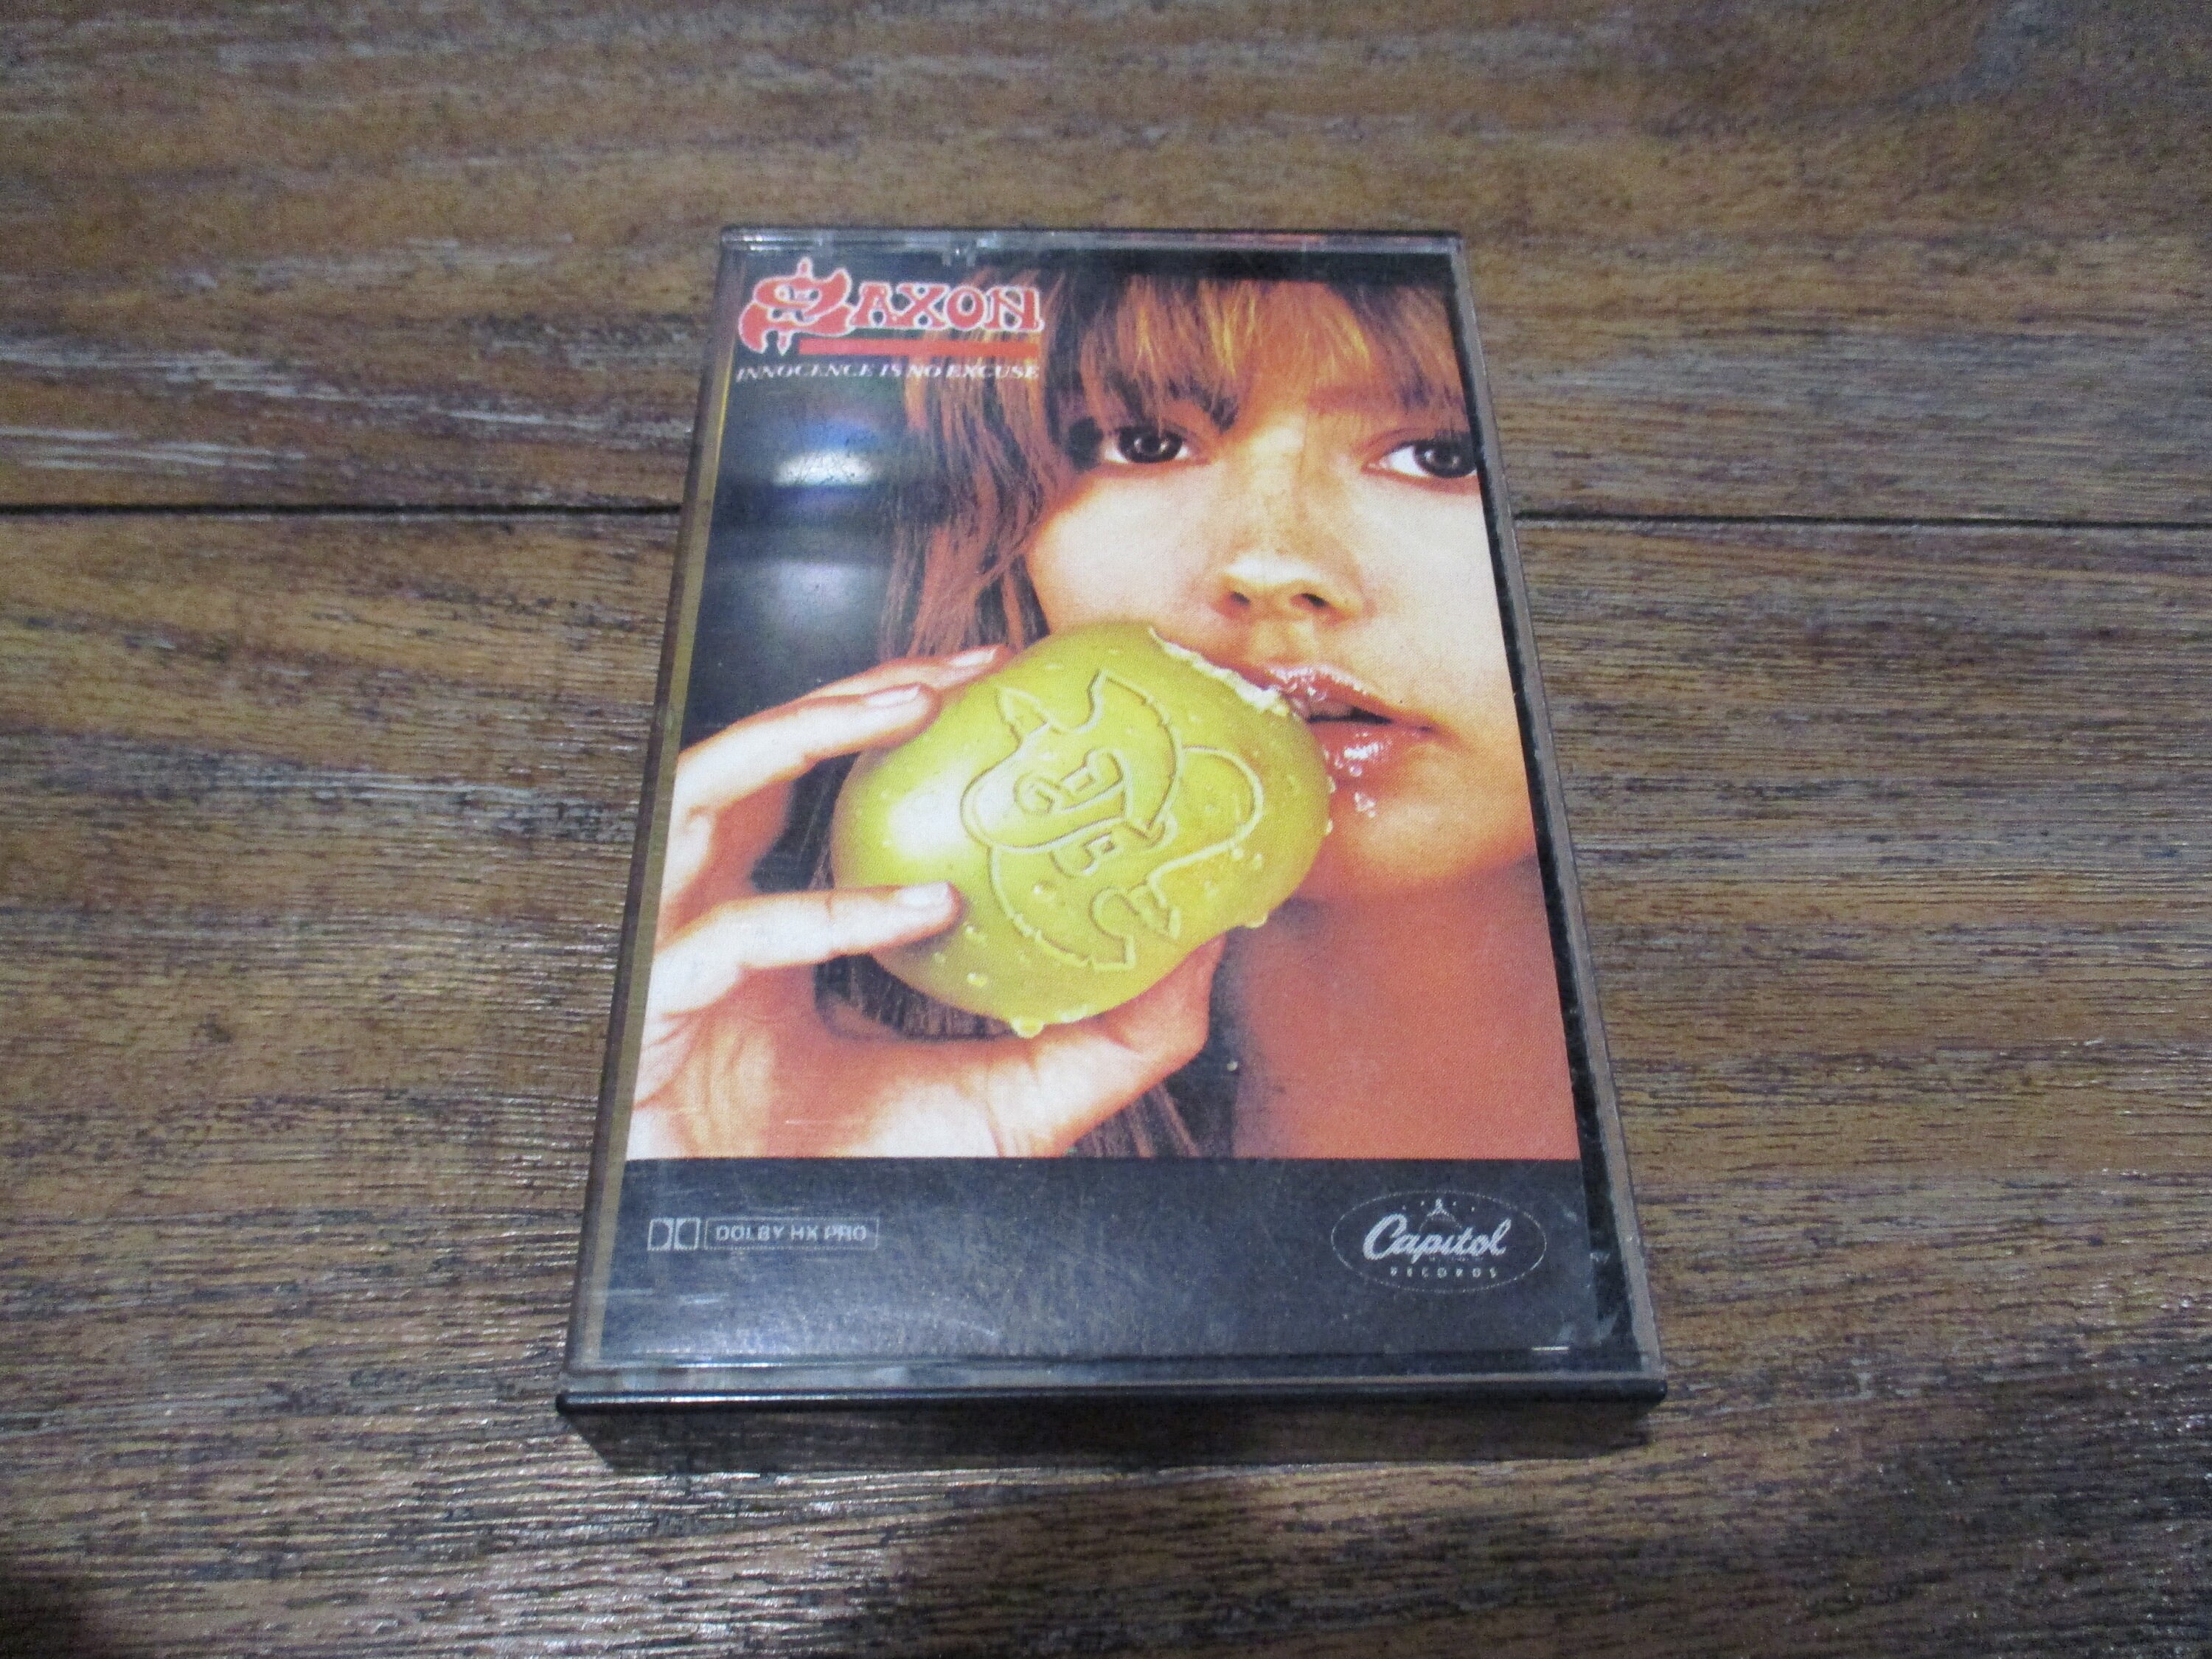 SAXON
INNOCENCE IS NO EXCUSE
DOLBY HX PRO
Capitol
RECORDS